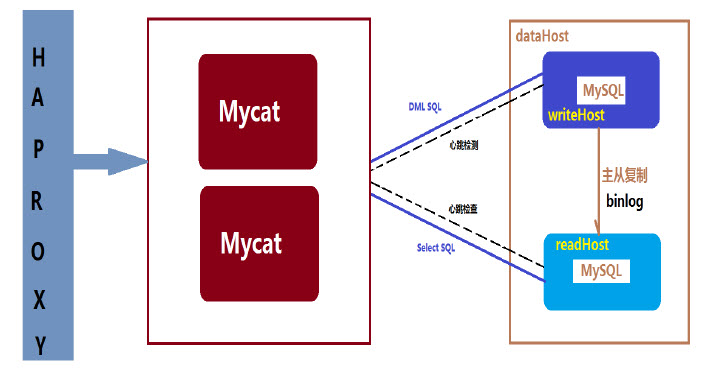 HAPROXY
Mycat
Mycat
DML SQL
心跳检测
心跳检查
Select SQL
dataHost
MySQL
writeHost
主从复制
binlog
readHost
MySQL